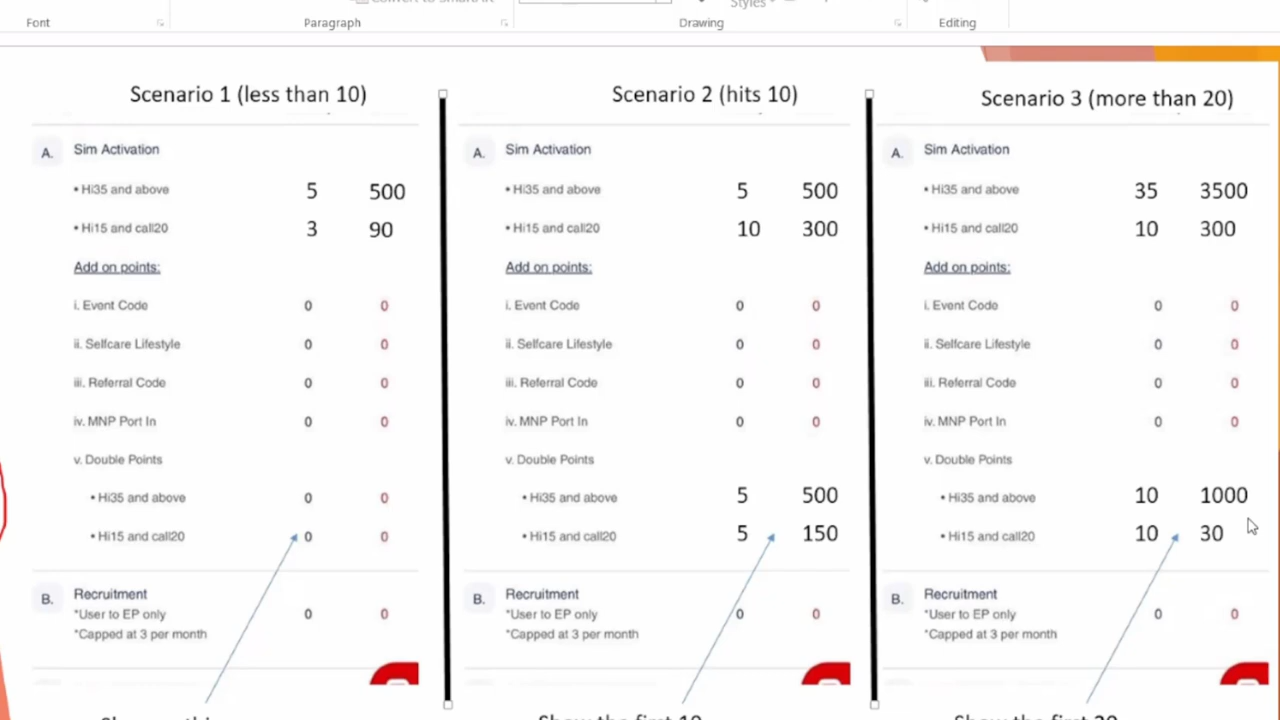 Font Paragraph Drawing Styles Editing
Scenario 1 (less than 10)
A. Sim Activation
• Hi35 and above 5 500
• Hi15 and call20 3 90
Add on points:
i. Event Code 0 0
ii. Selfcare Lifestyle 0 0
iii. Referral Code 0 0
iv. MNP Port In 0 0
v. Double Points
• Hi35 and above 0 0
• Hi15 and call20 0 0
B. Recruitment
*User to EP only 0 0
*Capped at 3 per month
Scenario 2 (hits 10)
A. Sim Activation
• Hi35 and above 5 500
• Hi15 and call20 10 300
Add on points:
i. Event Code 0 0
ii. Selfcare Lifestyle 0 0
iii. Referral Code 0 0
iv. MNP Port In 0 0
v. Double Points
• Hi35 and above 5 500
• Hi15 and call20 5 150
B. Recruitment
*User to EP only 0 0
*Capped at 3 per month
Show the first 10
Scenario 3 (more than 20)
A. Sim Activation
• Hi35 and above 35 3500
• Hi15 and call20 10 300
Add on points:
i. Event Code 0 0
ii. Selfcare Lifestyle 0 0
iii. Referral Code 0 0
iv. MNP Port In 0 0
v. Double Points
• Hi35 and above 10 1000
• Hi15 and call20 10 30
B. Recruitment
*User to EP only 0 0
*Capped at 3 per month
Show the first 20